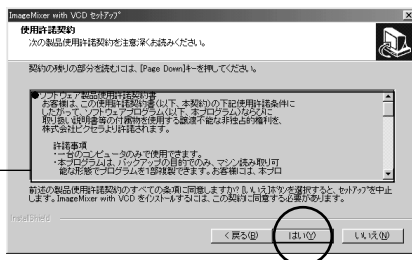 ImageMixer with VCD セットアップ
使用許諾契約
次の製品使用許諾契約を注意深くお読みください。
契約の残りの部分を読むには、[Page Down]キーを押してください。
●ソフトウェア製品使用許諾契約書
お客様は、この使用許諾契約書(以下、本契約)の下記使用許諾条件に
したがって、ソフトウェアプログラム(以下、本プログラム)ならびに
取り扱い説明書等の付属物を使用する譲渡不能な非独占的権利を、
株式会社ピクセラより許諾されます。
許諾事項
・一台のコンピュータのみで使用できます。
・本プログラムは、バックアップの目的でのみ、マシン読み取り可
能な形態でプログラムを1部複製できます。お客様には、本プロ
前述の製品使用許諾契約のすべての条項に同意しますか? [いいえ]ボタンを選択すると、セットアップを中止
します。ImageMixer with VCD をインストールするには、この契約に同意する必要があります。
InstallShield
< 戻る(B) はい(Y) いいえ(N)